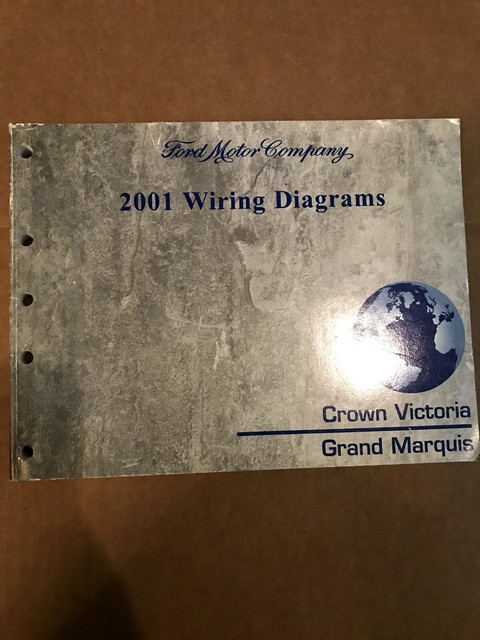 Ford Motor Company
2001 Wiring Diagrams
Crown Victoria
Grand Marquis